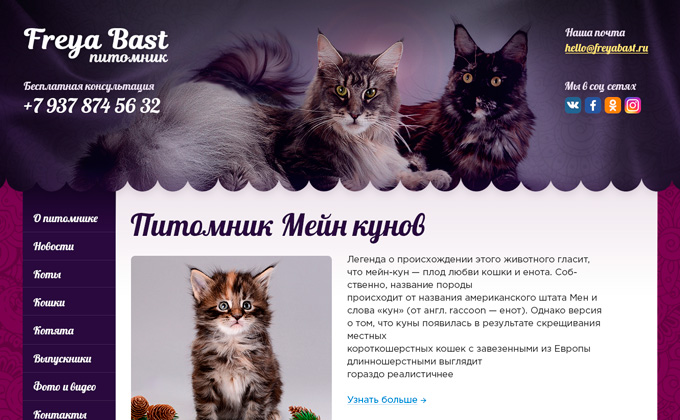 Freya Bast
питомник
Бесплатная консультация
+7 937 874 56 32
Наша почта
hello@freyabast.ru
Мы в соц сетях
О питомнике
Новости
Коты
Кошки
Котята
Выпускники
Фото и видео
Контакты
Питомник Мейн кунов
Легенда о происхождении этого животного гласит,
что мейн-кун — плод любви кошки и енота. Соб-
ственно, название породы
происходит от названия американского штата Мен и
слова «кун» (от англ. raccoon — енот). Однако версия
о том, что куны появилась в результате скрещивания
местных
короткошерстных кошек с завезенными из Европы
длинношерстными выглядит
гораздо реалистичнее
Узнать больше →